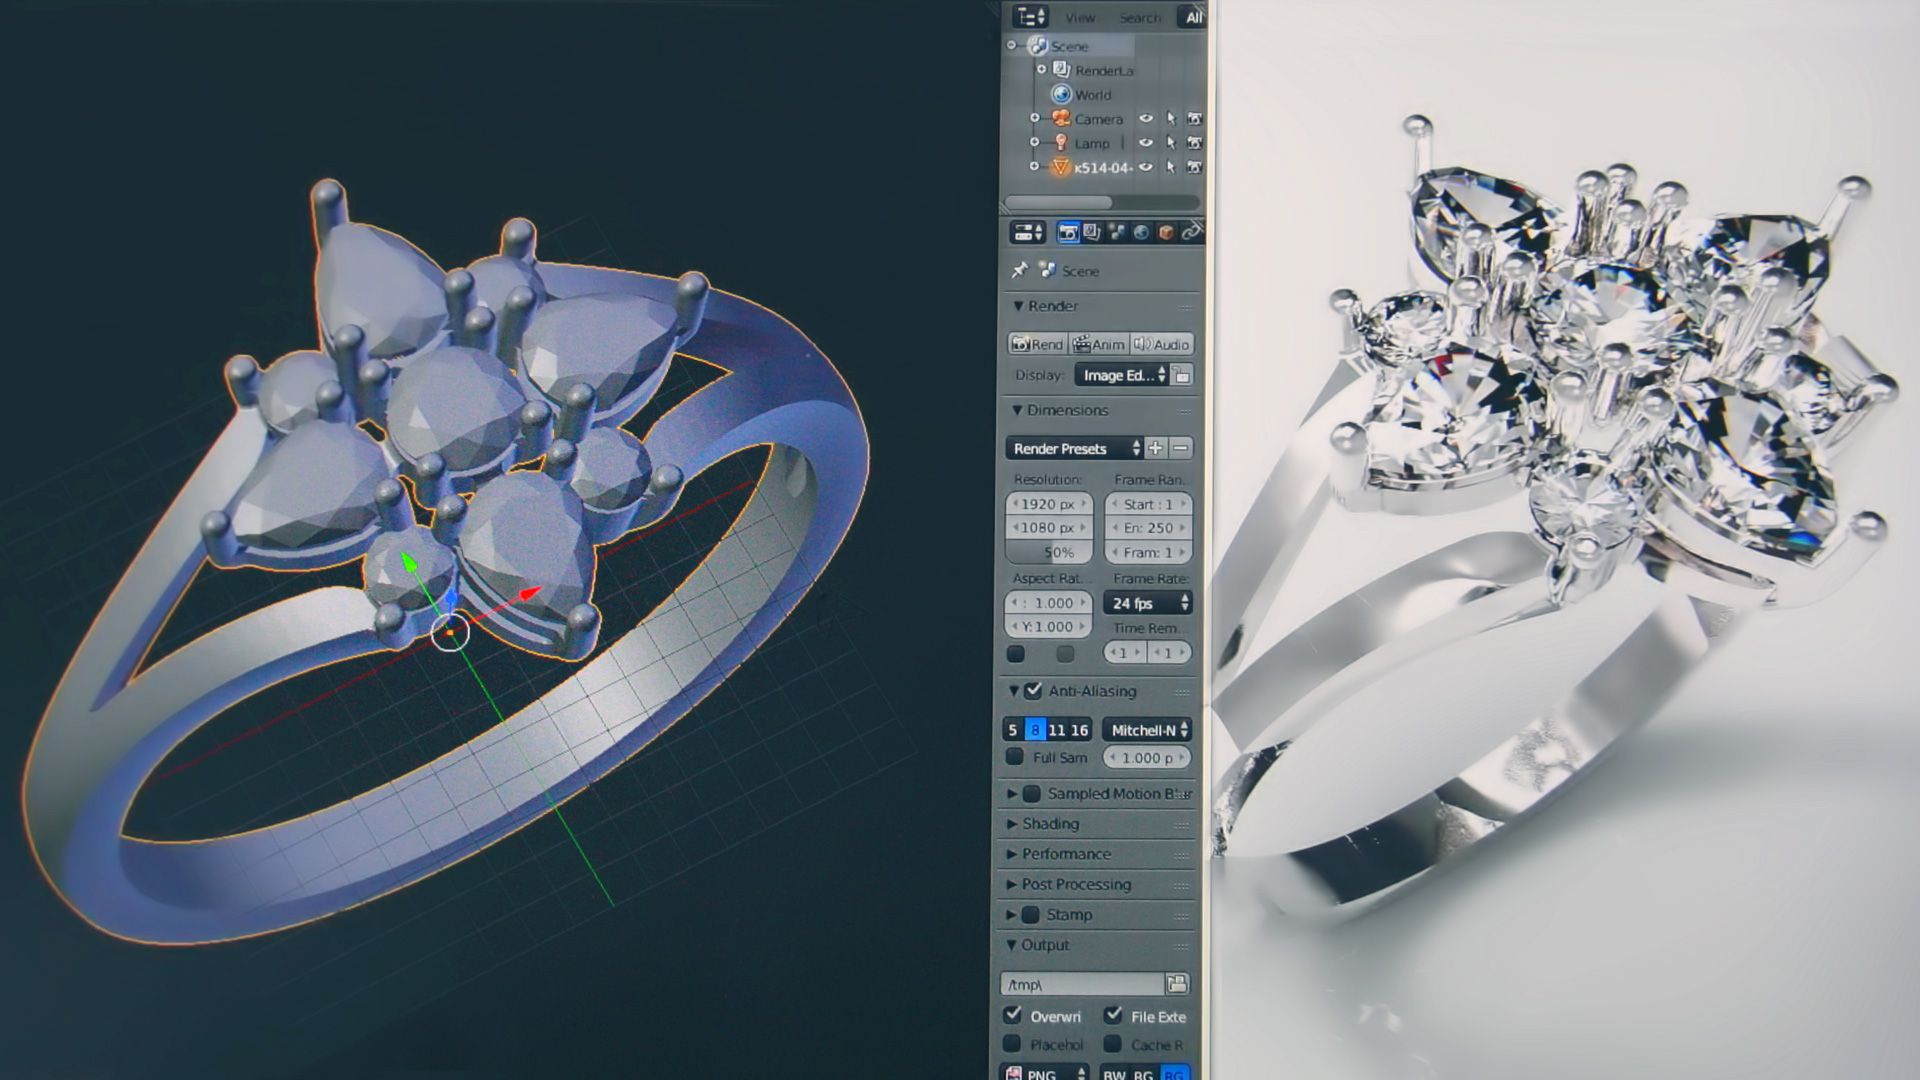 View Search All
Scene
RenderLa
World
Camera
Lamp
к514-04-
Scene
Render
Rend Anim Audio
Display: Image Ed...
Dimensions
Render Presets
Resolution: Frame Ran..
1920 px Start : 1
1080 px En: 250
50% Fram: 1
Aspect Rat.. Frame Rate:
: 1.000 24 fps
Y: 1.000 Time Rem..
1 1
Anti-Aliasing
5 8 11 16 Mitchell-N
Full Sam 1.000 p
Sampled Motion
Shading
Performance
Post Processing
Stamp
Output
/tmp\
Overwri File Exte
Placehol Cache R
PNG BW RG RG